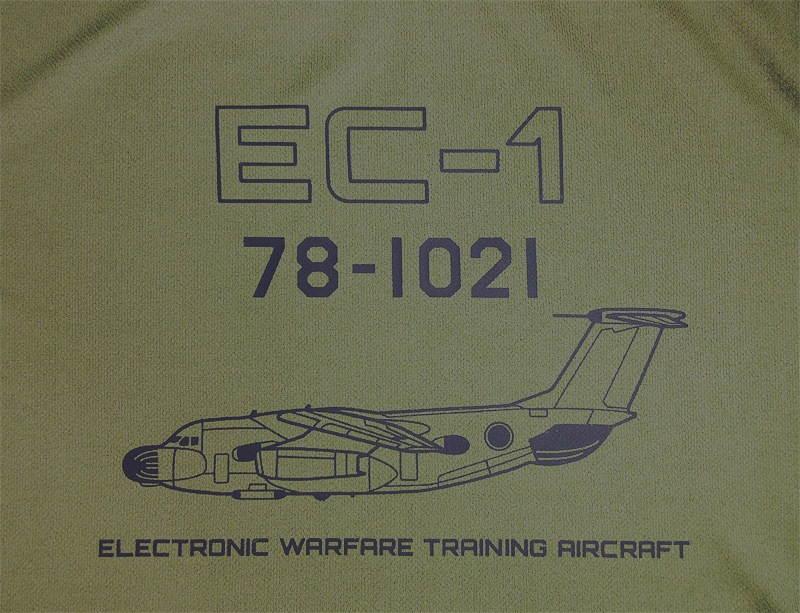 EC-1
78-1021
ELECTRONIC WARFARE TRAINING AIRCRAFT